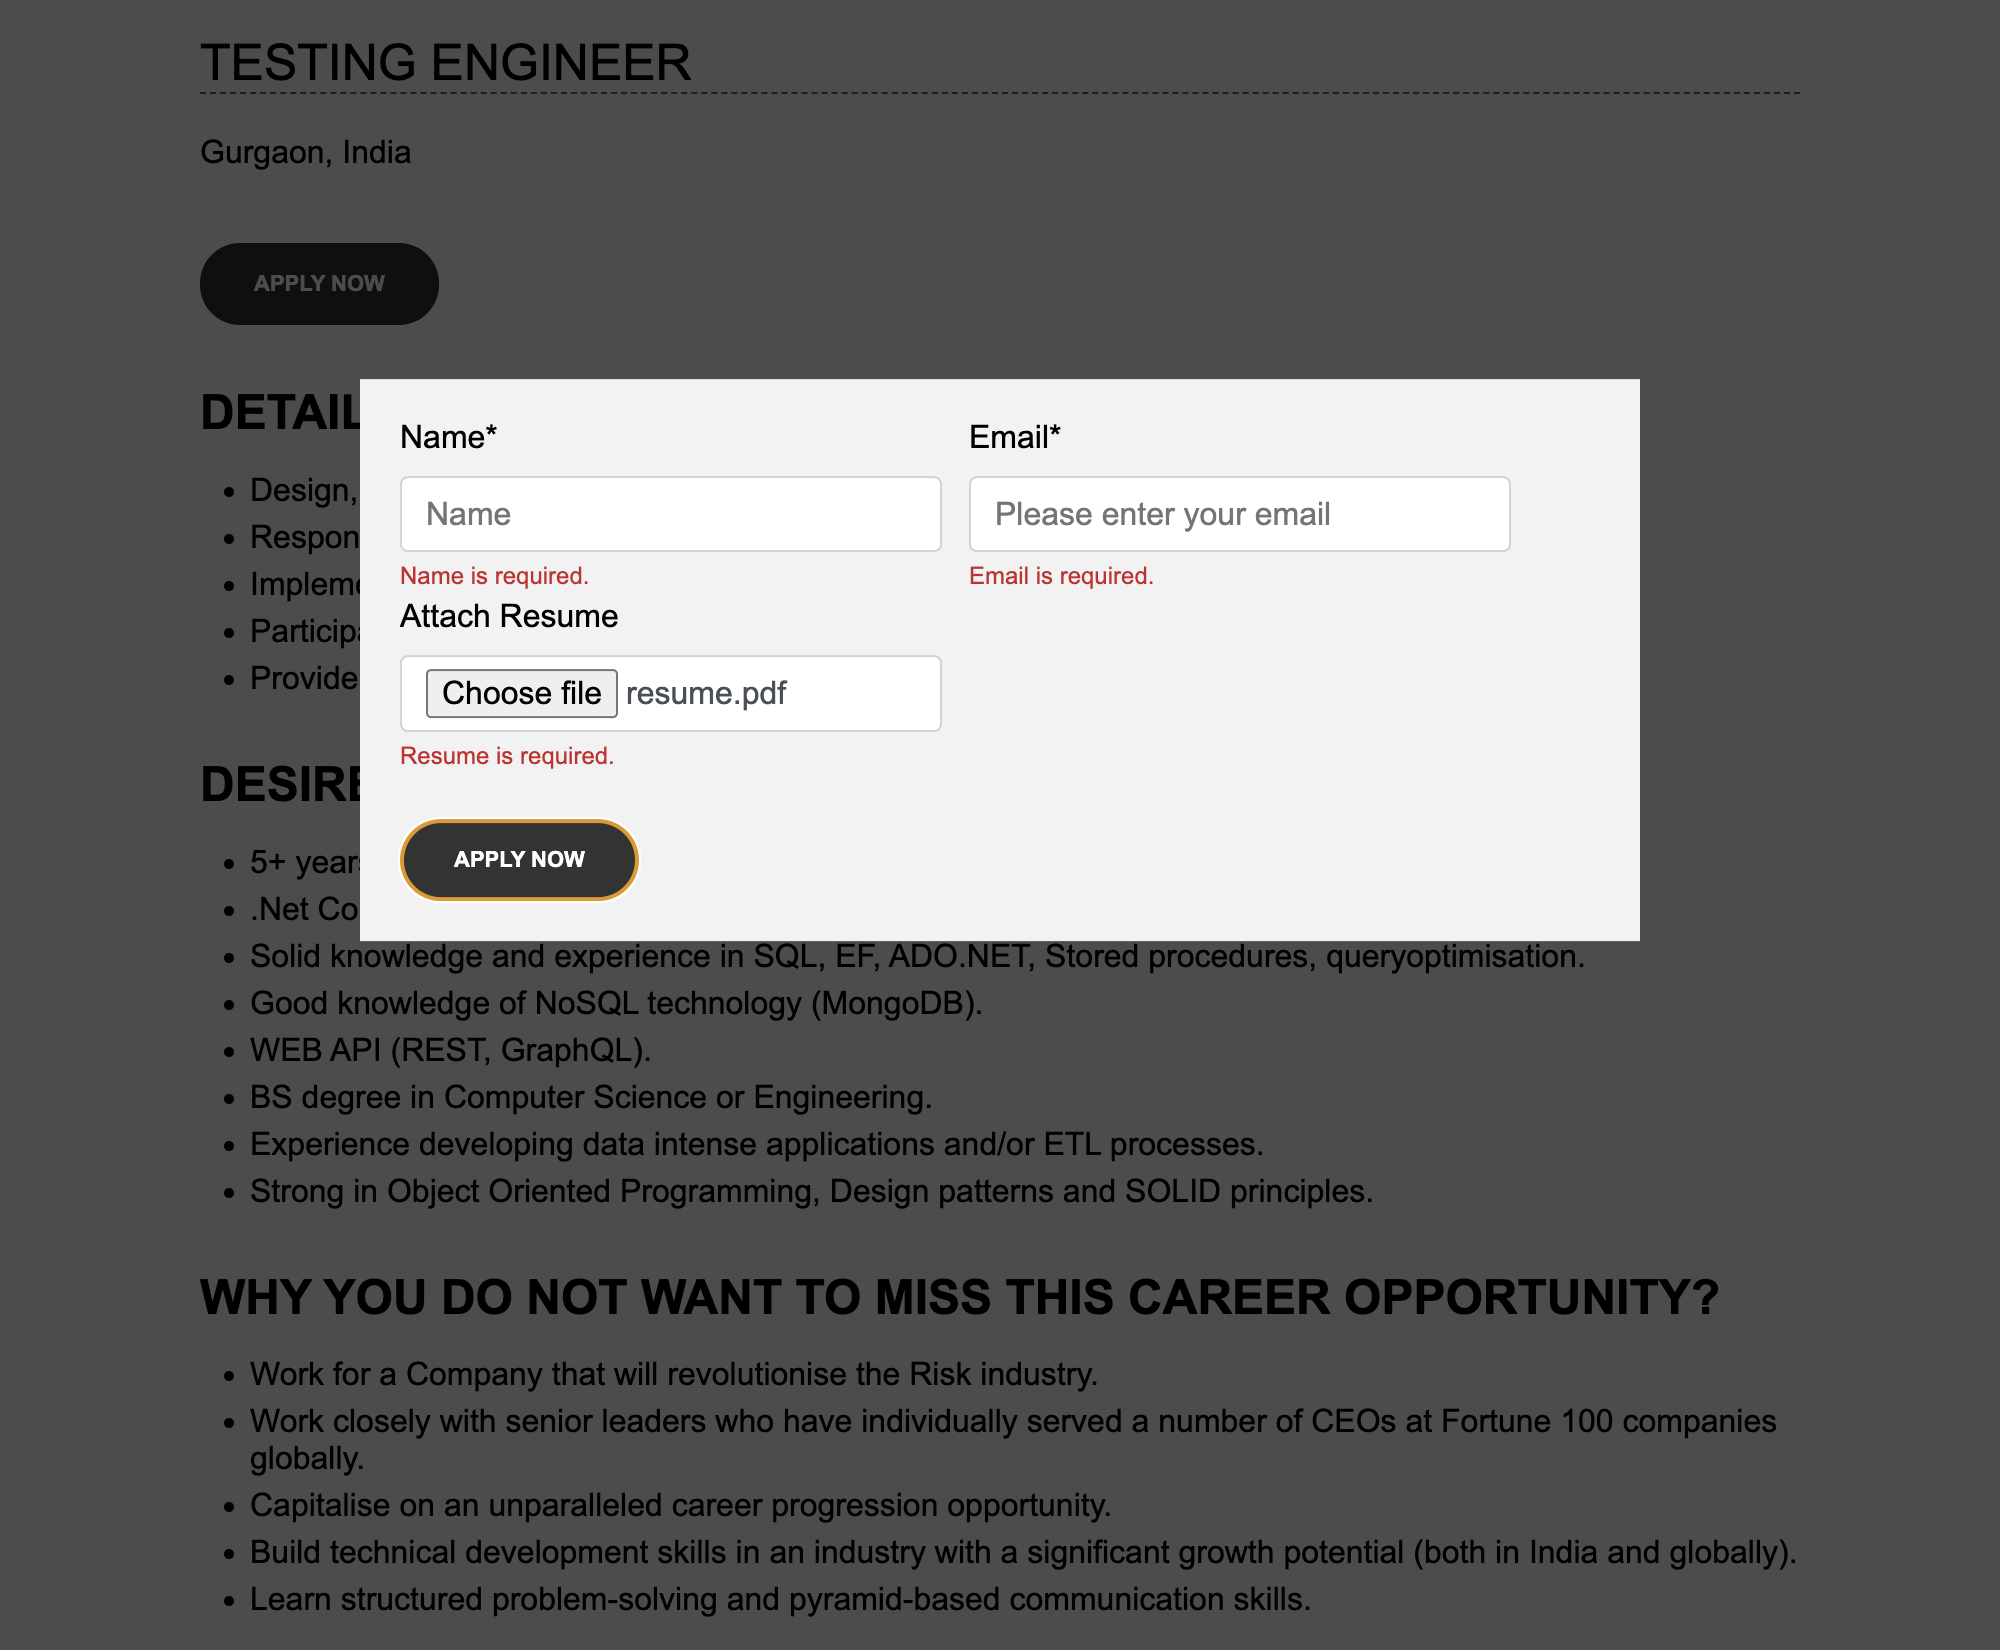 TESTING ENGINEER
Gurgaon, India
APPLY NOW
DETAIL
Design,
Respon
Impleme
Participa
Provide
DESIRE
5+ years
.Net Co
Name*
Email*
Name
Please enter your email
Name is required.
Email is required.
Attach Resume
Choose file resume.pdf
Resume is required.
APPLY NOW
Solid knowledge and experience in SQL, EF, ADO.NET, Stored procedures, queryoptimisation.
Good knowledge of NoSQL technology (MongoDB).
WEB API (REST, GraphQL).
BS degree in Computer Science or Engineering.
Experience developing data intense applications and/or ETL processes.
Strong in Object Oriented Programming, Design patterns and SOLID principles.
WHY YOU DO NOT WANT TO MISS THIS CAREER OPPORTUNITY?
Work for a Company that will revolutionise the Risk industry.
Work closely with senior leaders who have individually served a number of CEOs at Fortune 100 companies
globally.
Capitalise on an unparalleled career progression opportunity.
Build technical development skills in an industry with a significant growth potential (both in India and globally).
Learn structured problem-solving and pyramid-based communication skills.